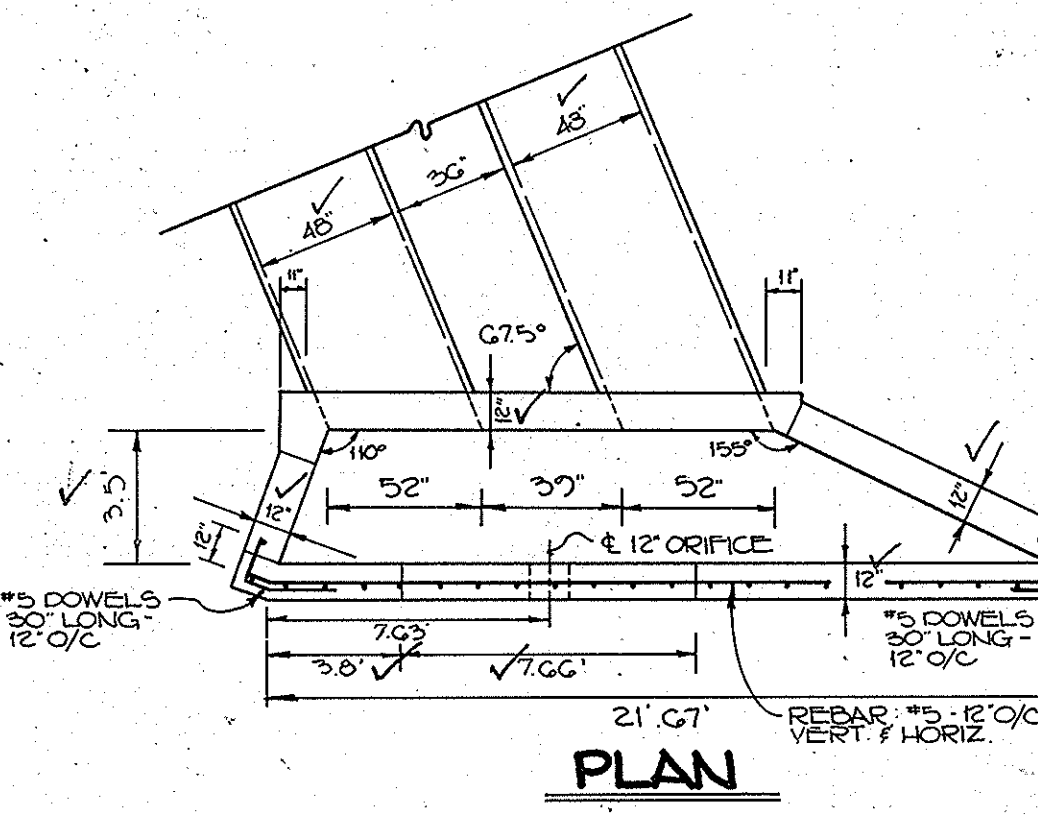 43"
36"
48"
11"
11"
67.5°
12"
110°
155°
3.5'
52"
39"
52"
12"
12"
12"
℄ 12" ORIFICE
12"
#5 DOWELS
30" LONG -
12" O/C
7.63'
3.8'
7.66'
#5 DOWELS
30" LONG -
12" O/C
21'.67'
REBAR: #5 - 12" O/C
VERT. & HORIZ.
PLAN